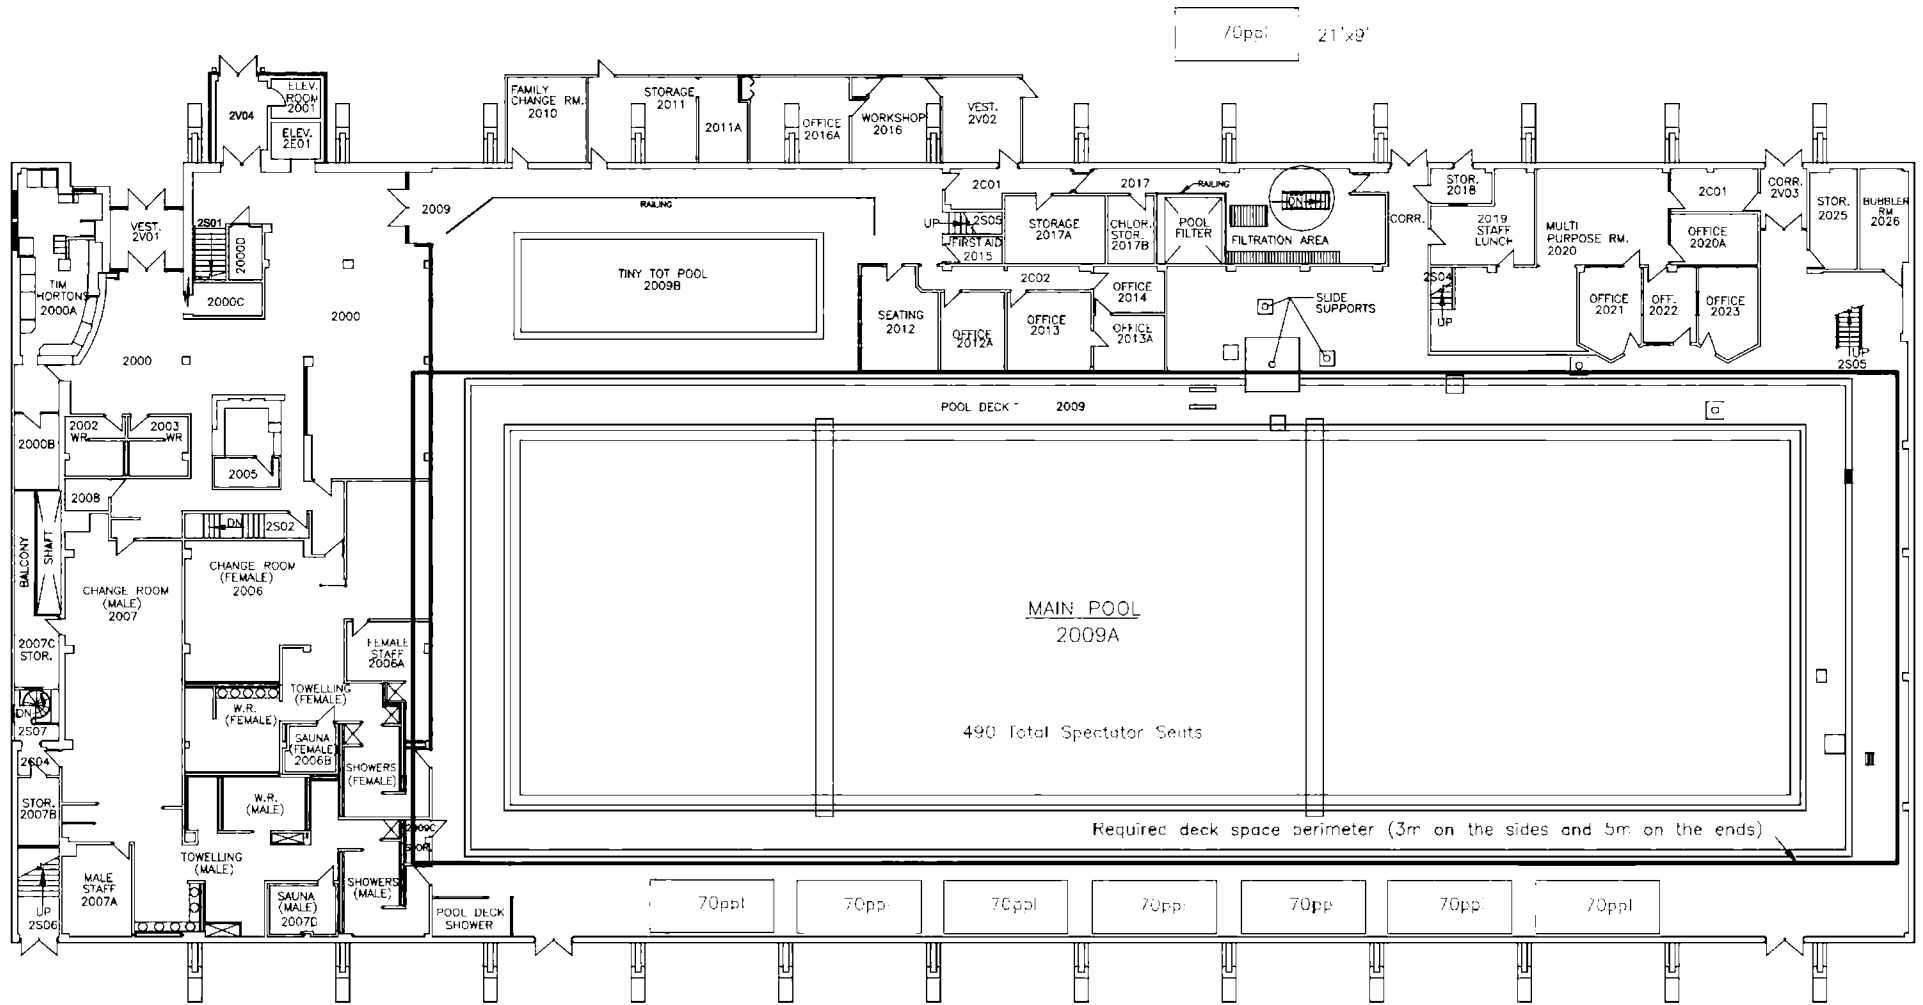 70ppl
21'x9'
ELEV.
ROOM
2001
2V04
ELEV.
2E01
FAMILY
CHANGE RM.
2010
STORAGE
2011
2011A
OFFICE
2016A
WORKSHOP
2016
VEST.
2V02
2C01
2017
RAILING
DN
STOR.
2018
2C01
CORR.
2V03
STOR.
2025
BUBBLER
RM
2026
VEST.
2V01
2S01
2000D
2009
RAILING
UP
2S05
FIRST AID
2015
STORAGE
2017A
CHLOR.
STOR.
2017B
POOL
FILTER
FILTRATION AREA
CORR.
2019
STAFF
LUNCH
MULTI
PURPOSE RM.
2020
OFFICE
2020A
TIM
HORTONS
2000A
2000C
2000
TINY TOT POOL
2009B
2C02
OFFICE
2014
SEATING
2012
OFFICE
2012A
OFFICE
2013
OFFICE
2013A
SLIDE
SUPPORTS
2S04
UP
OFFICE
2021
OFF.
2022
OFFICE
2023
UP
2S05
2000
POOL DECK
2009
2000B
2002
WR
2003
WR
2005
2008
DN
2S02
BALCONY
SHAFT
CHANGE ROOM
(FEMALE)
2006
CHANGE ROOM
(MALE)
2007
MAIN POOL
2009A
2007C
STOR.
FEMALE
STAFF
2006A
TOWELLING
(FEMALE)
W.R.
(FEMALE)
DN
2S07
SAUNA
(FEMALE)
2006B
490 Total Spectator Seats
2C04
SHOWERS
(FEMALE)
STOR.
2007B
W.R.
(MALE)
2009C
STOR.
Required deck space perimeter (3m on the sides and 5m on the ends)
TOWELLING
(MALE)
MALE
STAFF
2007A
UP
2S06
SAUNA
(MALE)
2007D
SHOWERS
(MALE)
POOL DECK
SHOWER
70ppl
70ppl
70ppl
70ppl
70pp
70ppl
70ppl